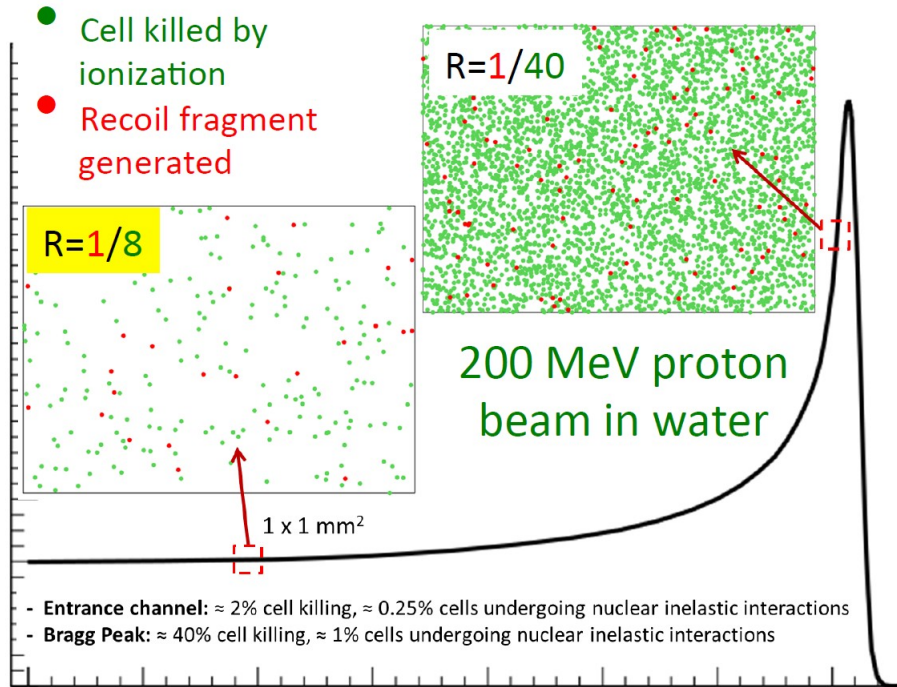 Cell killed by
ionization
Recoil fragment
generated
R=1/40
R=1/8
200 MeV proton
beam in water
1 x 1 mm²
- Entrance channel: ≈ 2% cell killing, ≈ 0.25% cells undergoing nuclear inelastic interactions
- Bragg Peak: ≈ 40% cell killing, ≈ 1% cells undergoing nuclear inelastic interactions